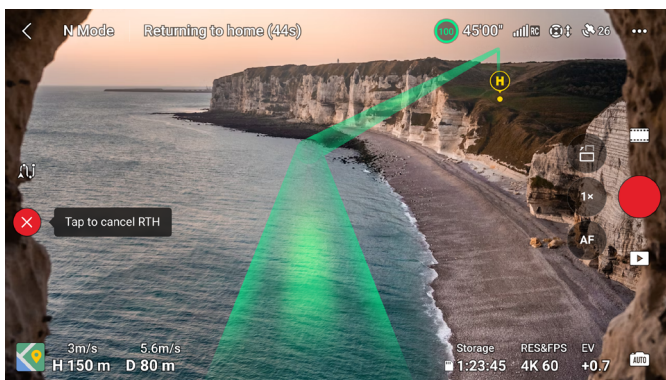 N Mode Returning to home (44s) 100 45'00" RC 26
H
1×
Tap to cancel RTH
AF
3m/s 5.6m/s Storage RES&FPS EV
H 150 m D 80 m 1:23:45 4K 60 +0.7 AUTO